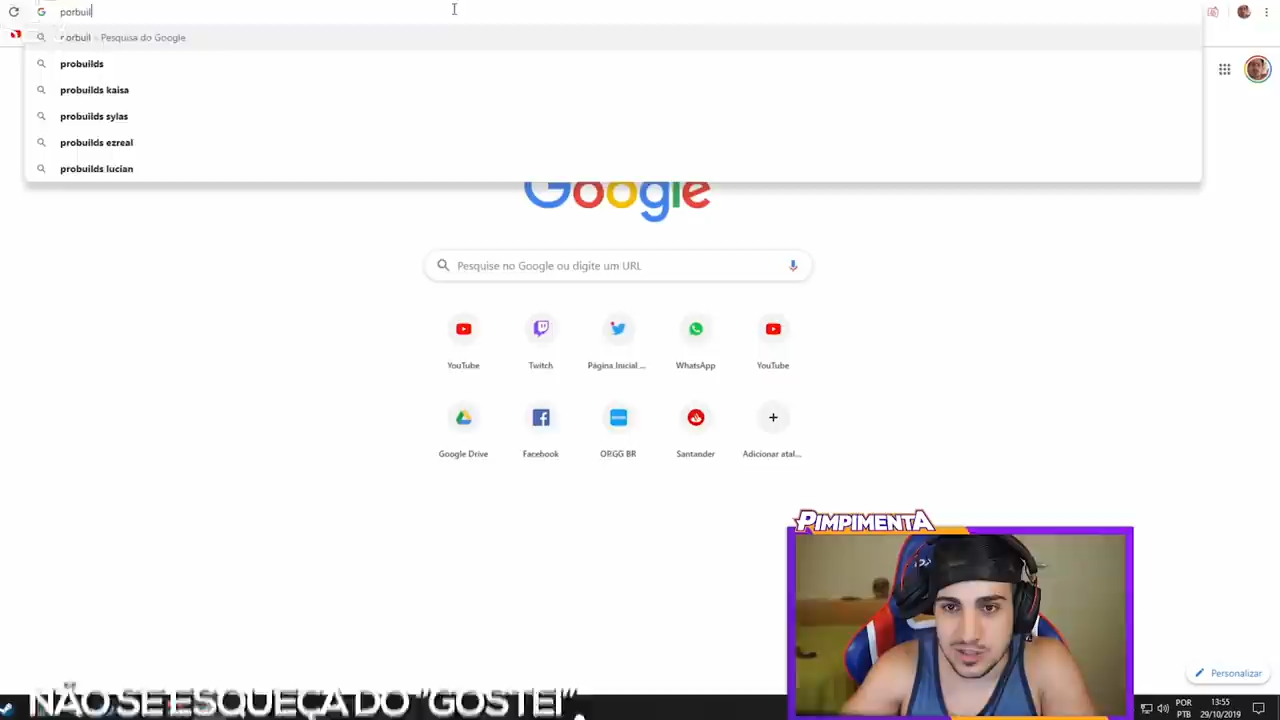 porbuil
porbuil - Pesquisa do Google
probuilds
probuilds kaisa
probuilds sylas
probuilds ezreal
probuilds lucian
Google
Pesquise no Google ou digite um URL
YouTube
Twitch
Página Inicial ...
WhatsApp
YouTube
Google Drive
Facebook
ORGG BR
Santander
Adicionar atal...
PIMPIMENTA
Personalizar
NÃO SE ESQUEÇA DO "GOSTEI"
POR
PTB
13:55
29/10/2019